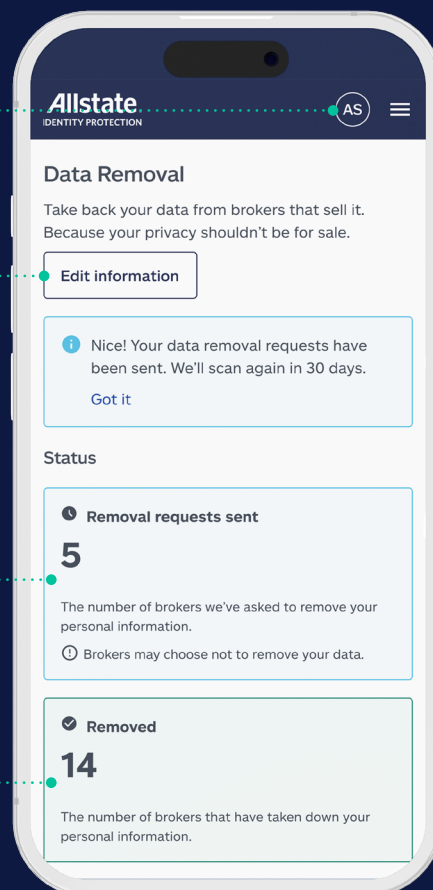 Allstate
IDENTITY PROTECTION
AS
Data Removal
Take back your data from brokers that sell it.
Because your privacy shouldn't be for sale.
Edit information
Nice! Your data removal requests have
been sent. We'll scan again in 30 days.
Got it
Status
Removal requests sent
5
The number of brokers we've asked to remove your
personal information.
Brokers may choose not to remove your data.
Removed
14
The number of brokers that have taken down your
personal information.